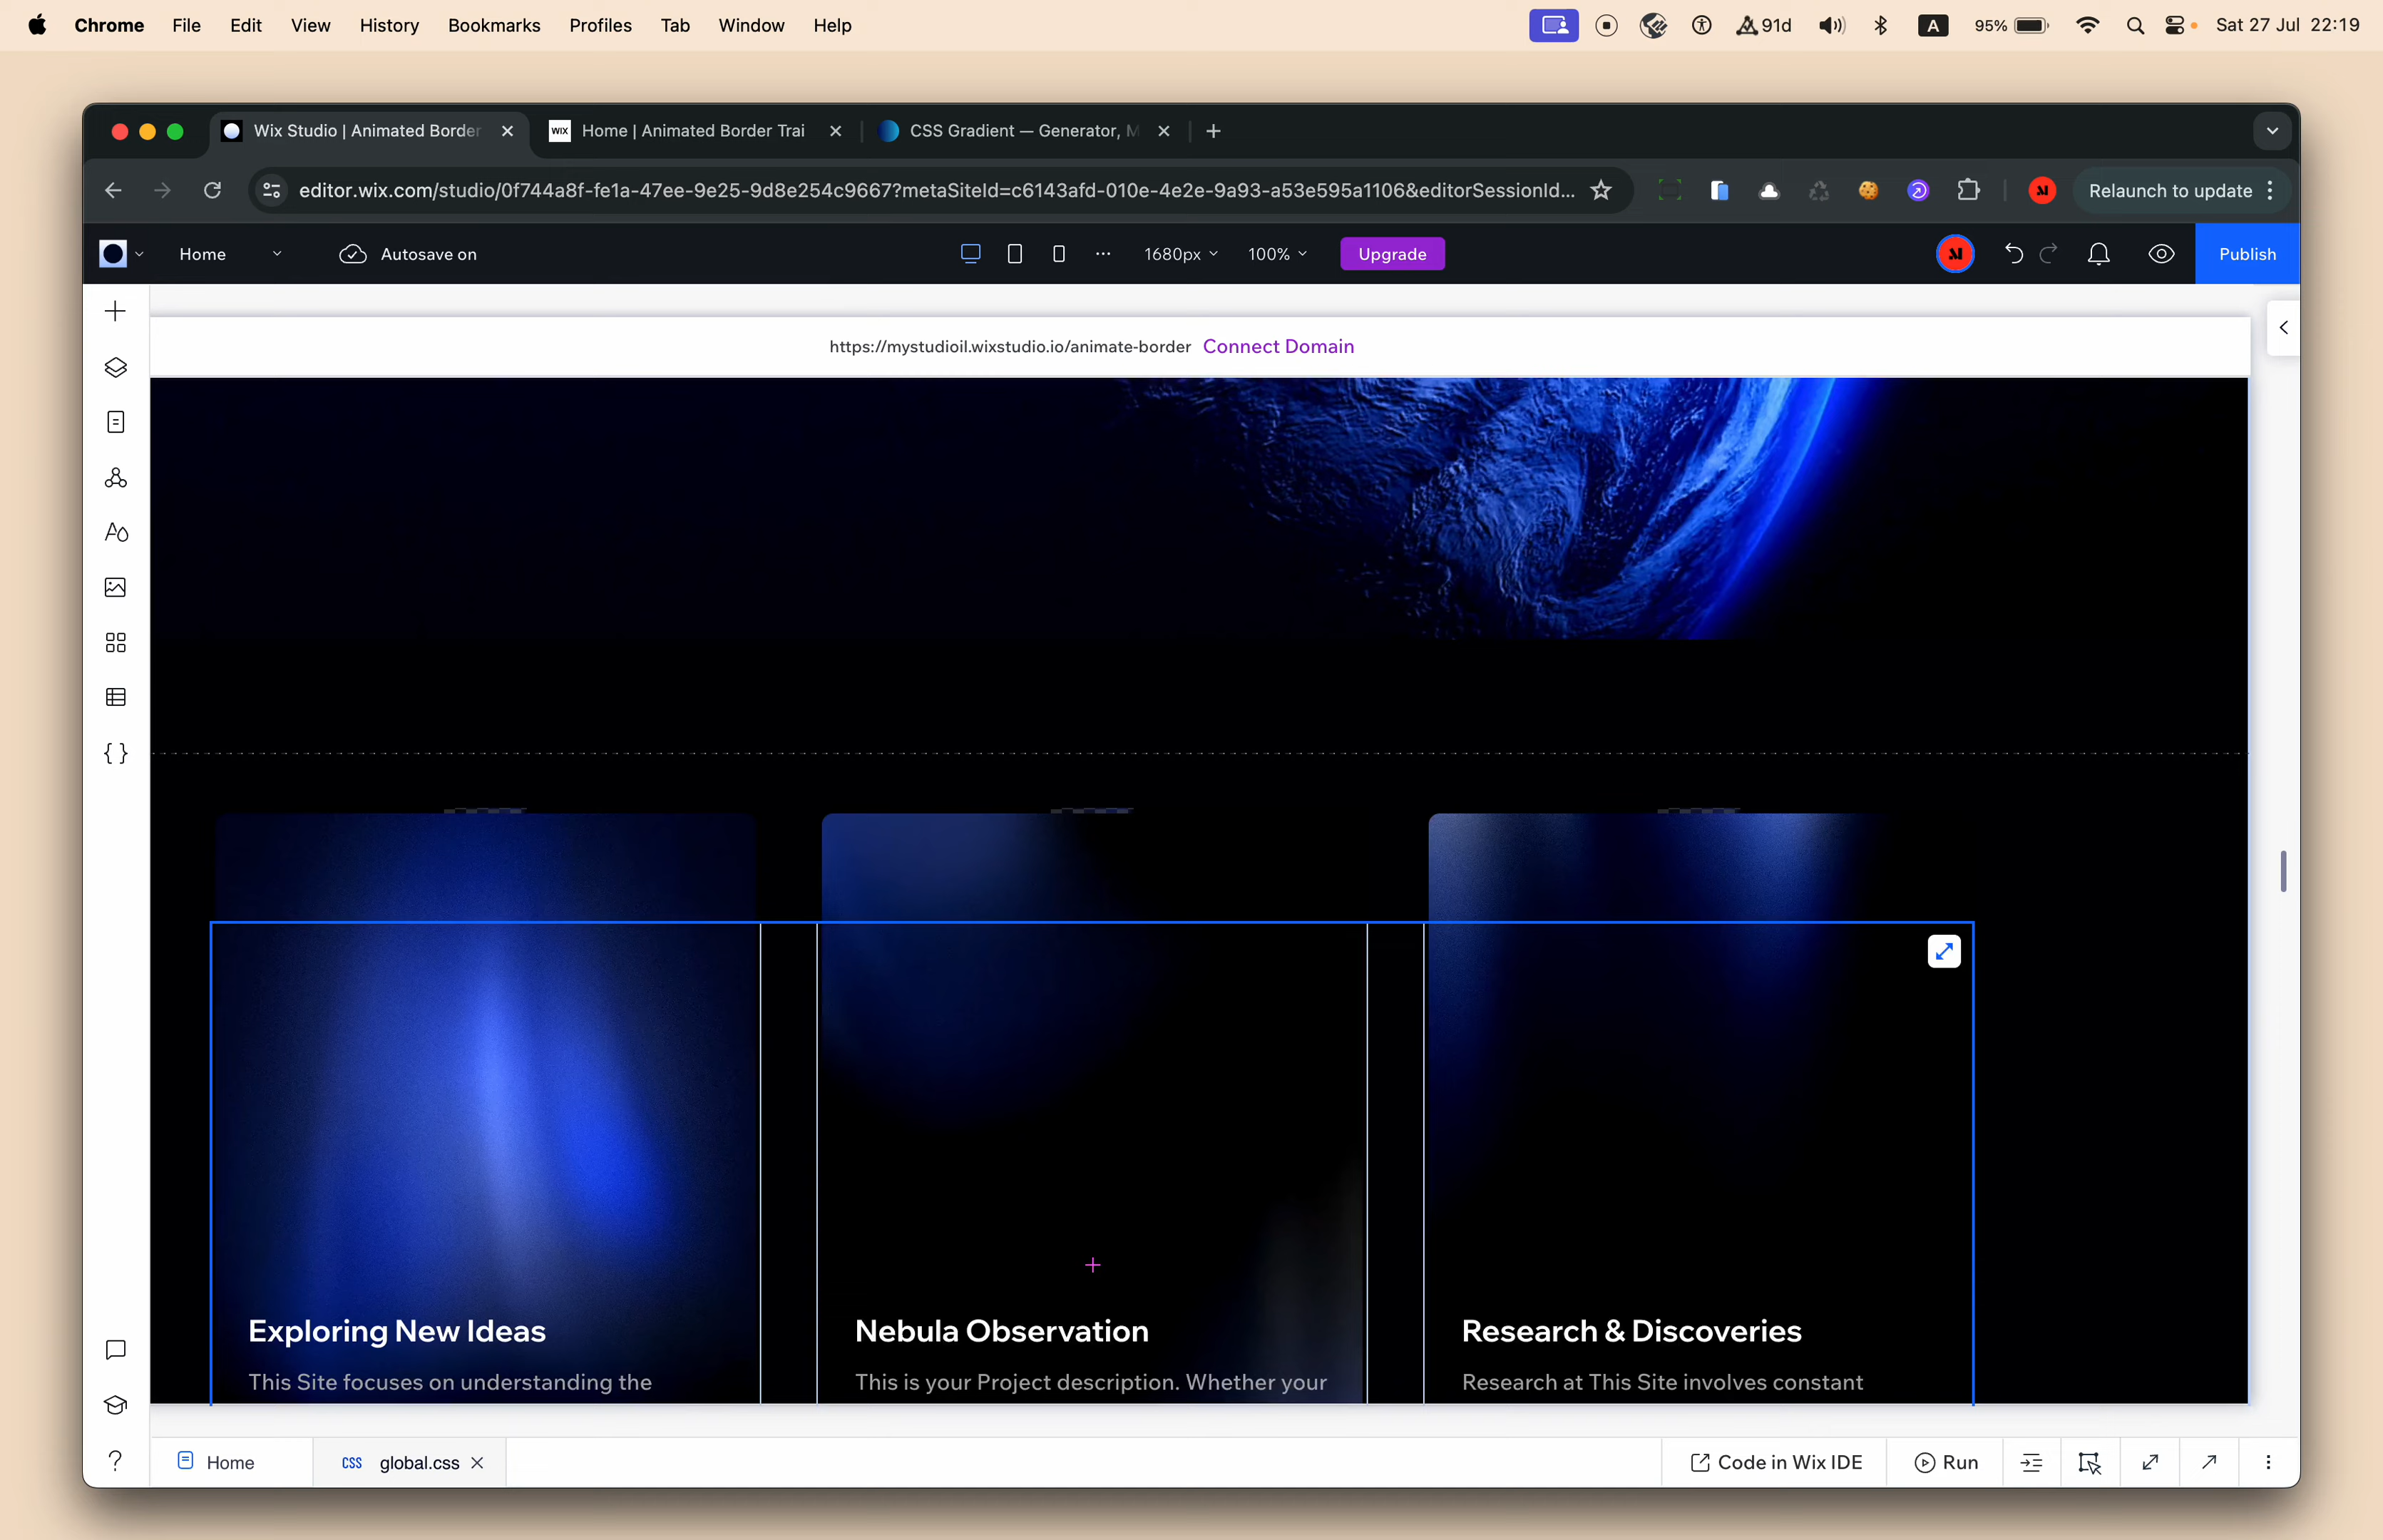 Chrome File Edit View History Bookmarks Profiles Tab Window Help 91d A 95% Sat 27 Jul 22:19
Wix Studio | Animated Border WIX Home | Animated Border Trai CSS Gradient — Generator, M
editor.wix.com/studio/0f744a8f-fe1a-47ee-9e25-9d8e254c9667?metaSiteId=c6143afd-010e-4e2e-9a93-a53e595a1106&editorSessionId... Relaunch to update
Home Autosave on 1680px 100% Upgrade Publish
https://mystudioil.wixstudio.io/animate-border Connect Domain
Exploring New Ideas
This Site focuses on understanding the
Nebula Observation
This is your Project description. Whether your
Research & Discoveries
Research at This Site involves constant
Home CSS global.css Code in Wix IDE Run